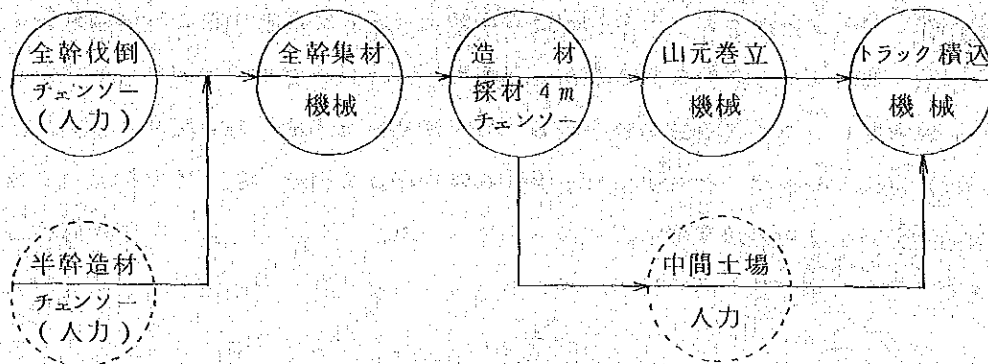 全幹伐倒
チェンソー
(人力)
全幹集材
機械
造材
採材 4m
チェンソー
山元巻立
機械
トラック積込
機械
半幹造材
チェンソー
(人力)
中間土場
人力